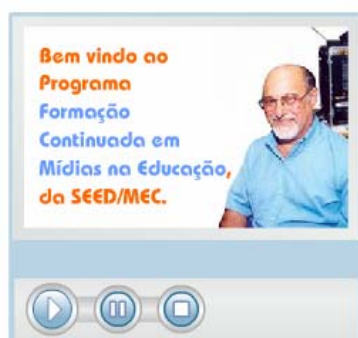 Bem vindo ao
Programa
Formação
Continuada em
Mídias na Educação,
da SEED/MEC.